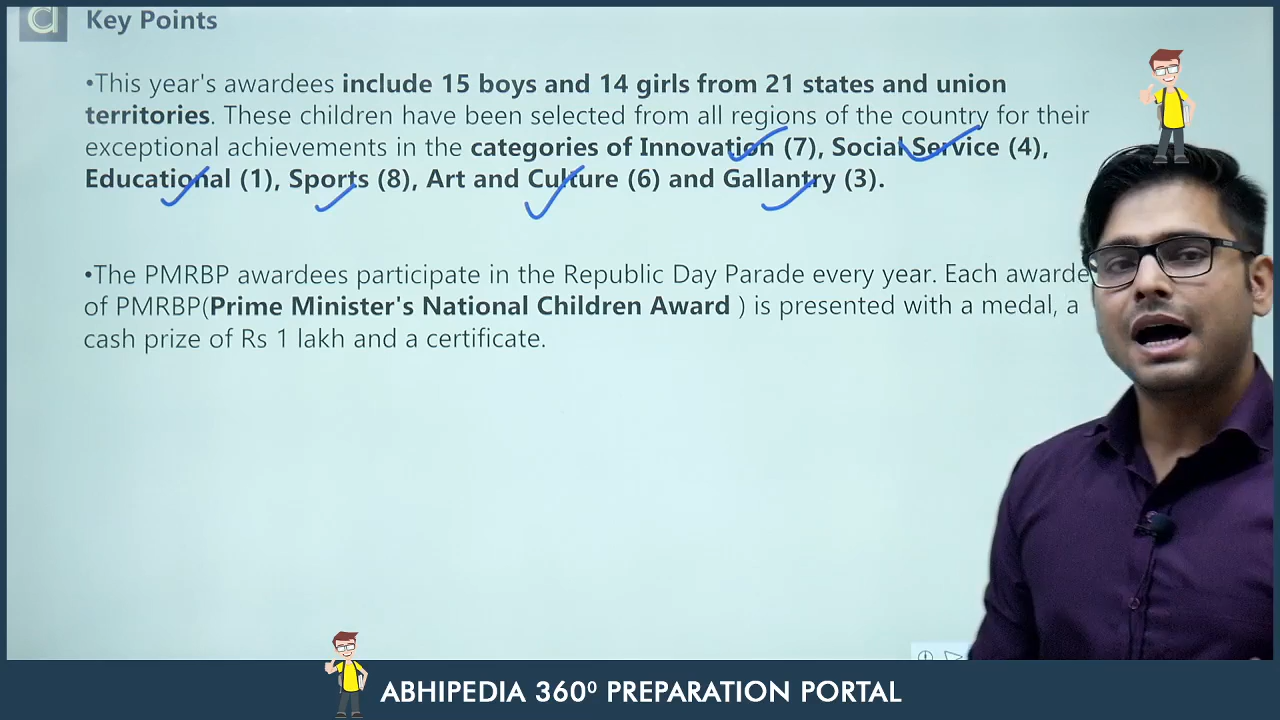 Key Points
•This year's awardees include 15 boys and 14 girls from 21 states and union
territories. These children have been selected from all regions of the country for their
exceptional achievements in the categories of Innovation (7), Social Service (4),
Educational (1), Sports (8), Art and Culture (6) and Gallantry (3).
•The PMRBP awardees participate in the Republic Day Parade every year. Each awarde
of PMRBP(Prime Minister's National Children Award ) is presented with a medal, a
cash prize of Rs 1 lakh and a certificate.
ABHIPEDIA 360⁰ PREPARATION PORTAL